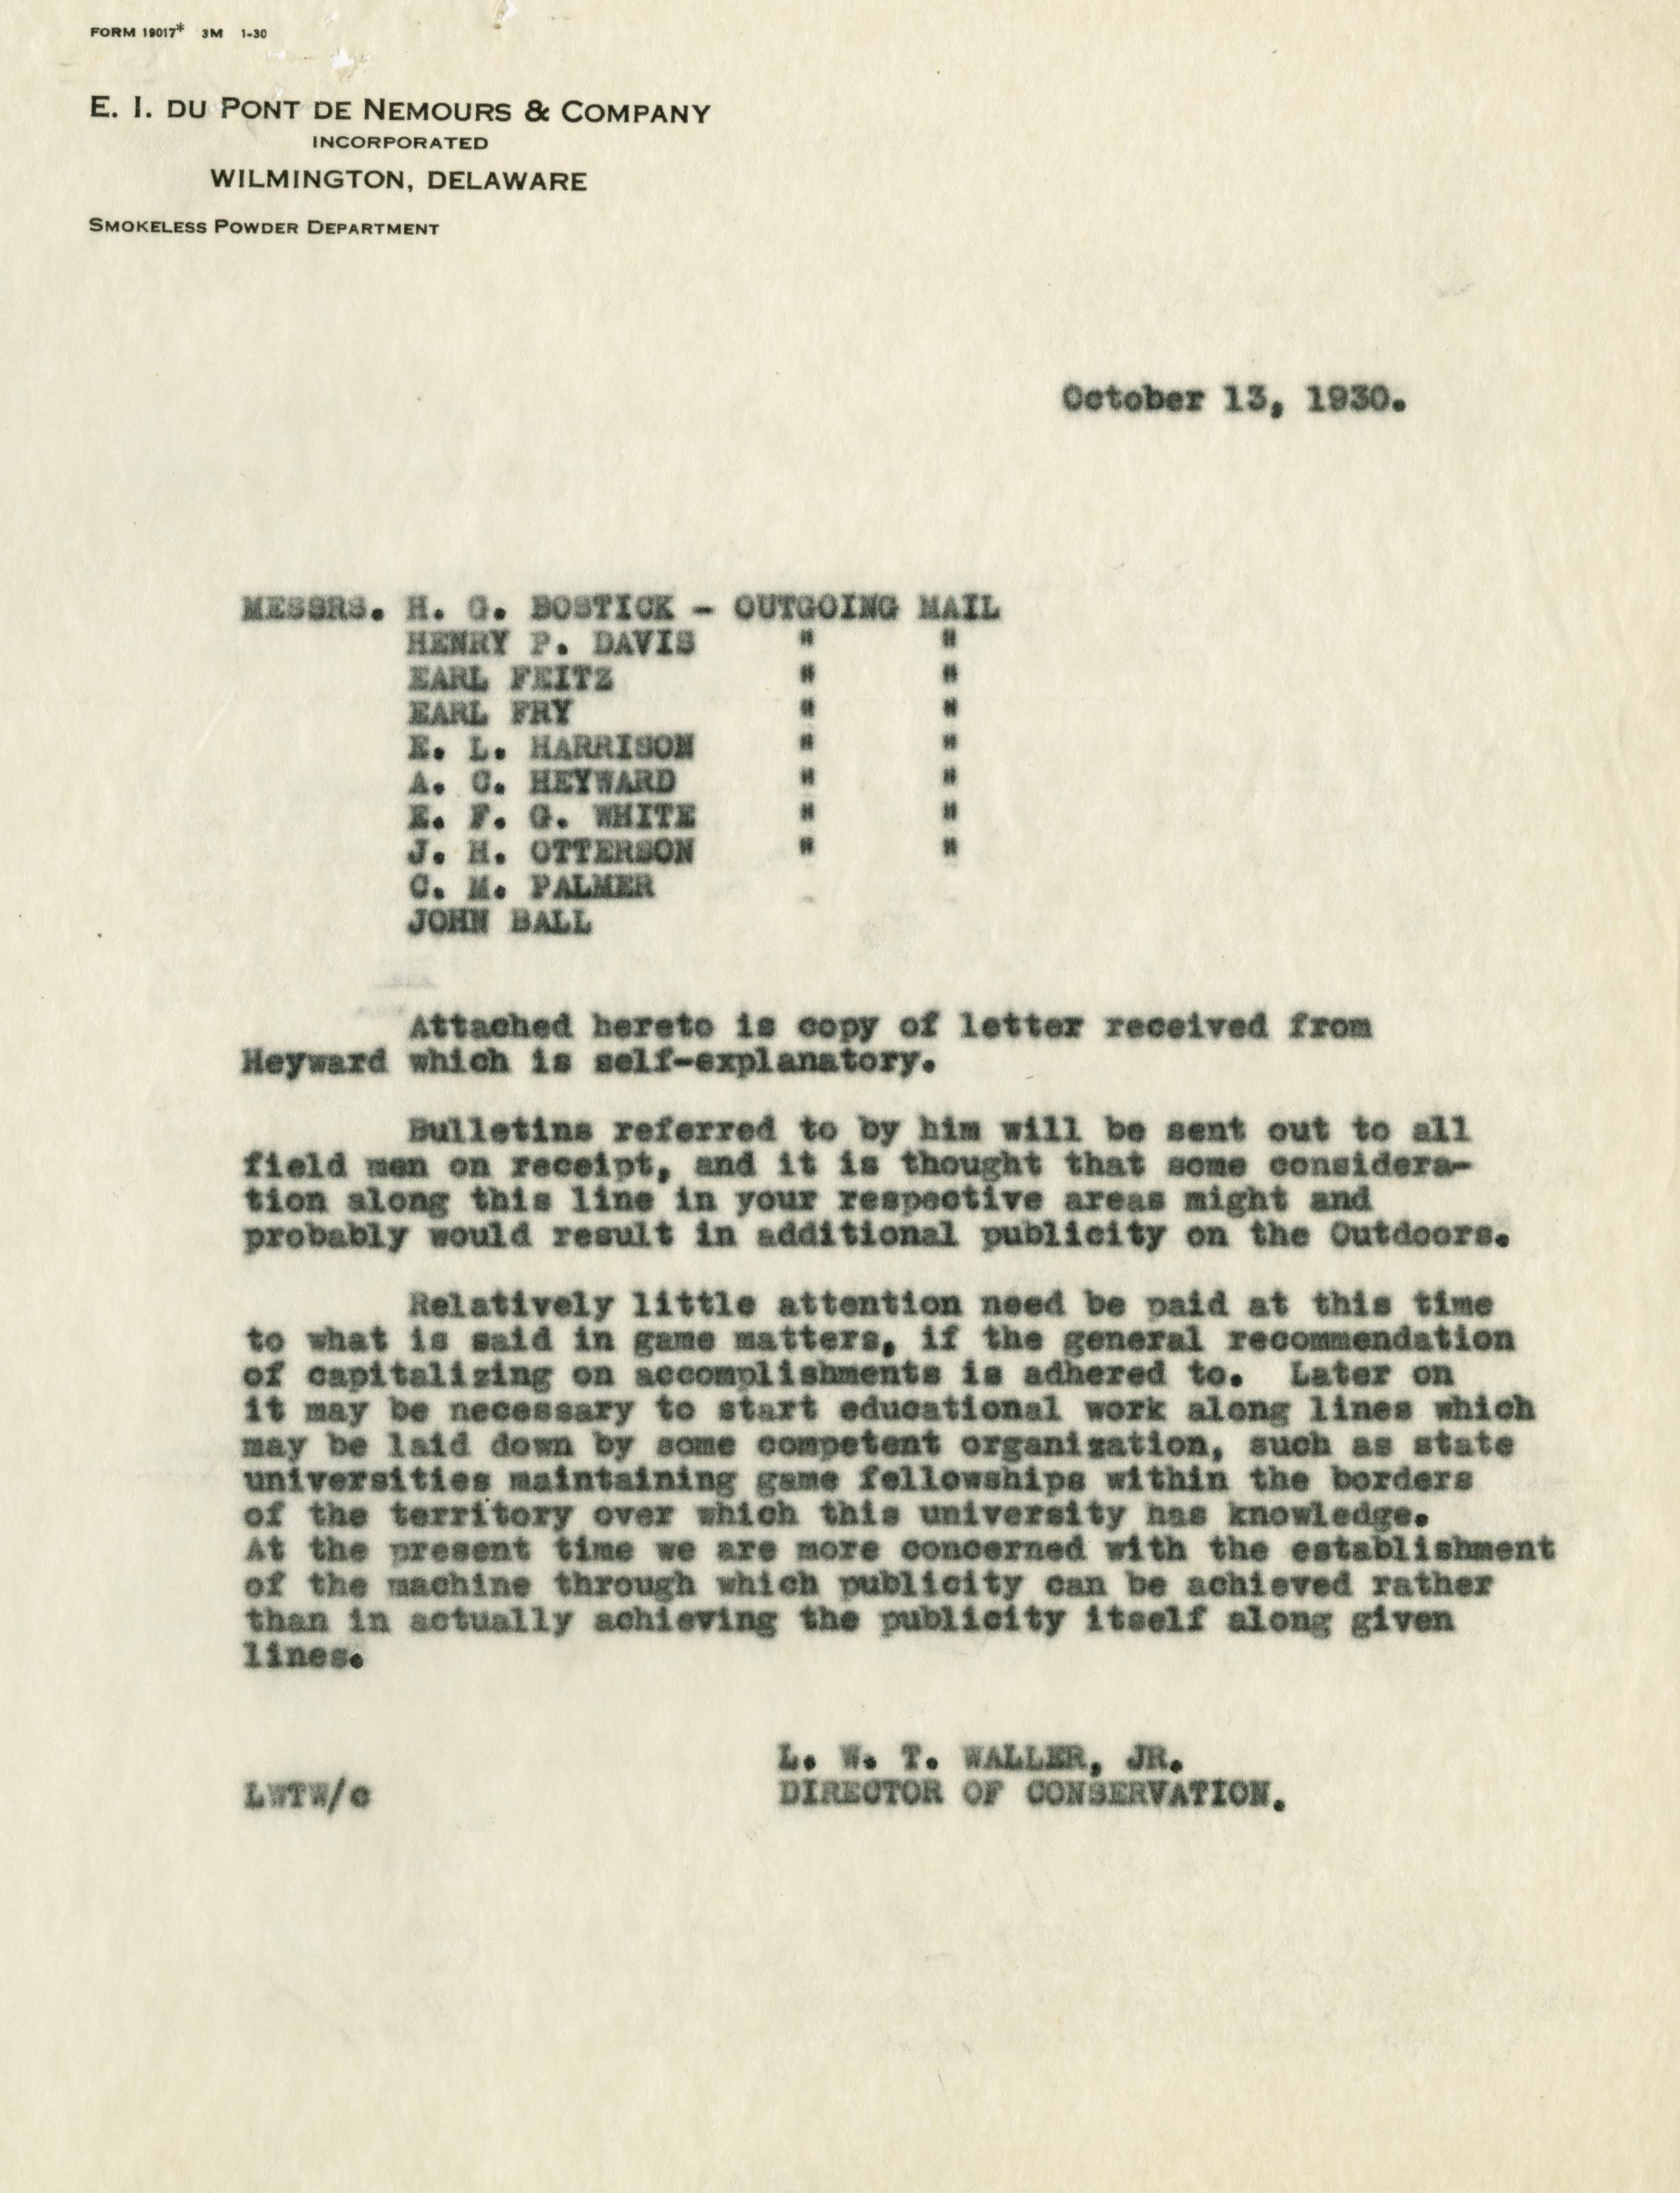 FORM 19017* 3M 1-30
E. I. DU PONT DE NEMOURS & COMPANY
INCORPORATED
WILMINGTON, DELAWARE
SMOKELESS POWDER DEPARTMENT
October 13, 1930.
MESSRS. H. G. BOSTICK - OUTGOING MAIL
HENRY P. DAVIS " "
EARL FEITZ " "
EARL FRY " "
E. L. HARRISON " "
A. C. HEYWARD " "
E. F. G. WHITE " "
J. H. OTTERSON " "
C. M. PALMER
JOHN BALL
Attached hereto is copy of letter received from
Heyward which is self-explanatory.
Bulletins referred to by him will be sent out to all
field men on receipt, and it is thought that some considera-
tion along this line in your respective areas might and
probably would result in additional publicity on the Outdoors.
Relatively little attention need be paid at this time
to what is said in game matters, if the general recommendation
of capitalizing on accomplishments is adhered to. Later on
it may be necessary to start educational work along lines which
may be laid down by some competent organization, such as state
universities maintaining game fellowships within the borders
of the territory over which this university has knowledge.
At the present time we are more concerned with the establishment
of the machine through which publicity can be achieved rather
than in actually achieving the publicity itself along given
lines.
L. W. T. WALLER, JR.
LWTW/c DIRECTOR OF CONSERVATION.